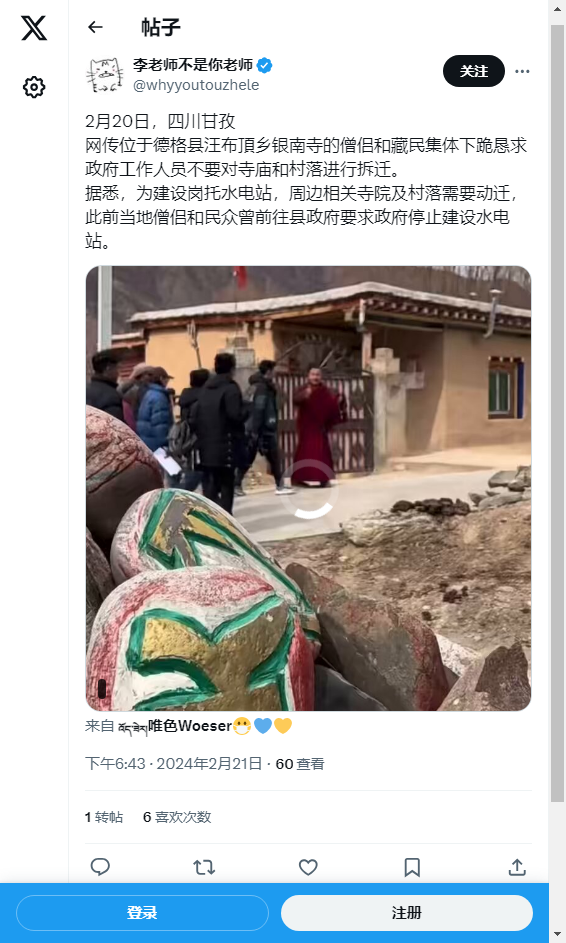 帖子
李老师不是你老师
@whyyoutouzhele
关注
2月20日，四川甘孜
网传位于德格县汪布頂乡银南寺的僧侣和藏民集体下跪恳求
政府工作人员不要对寺庙和村落进行拆迁。
据悉，为建设岗托水电站，周边相关寺院及村落需要动迁，
此前当地僧侣和民众曾前往县政府要求政府停止建设水电
站。
来自 འོད་ཟེར།唯色Woeser😷💙💛
下午6:43 · 2024年2月21日 · 60 查看
1 转帖 6 喜欢次数
登录
注册